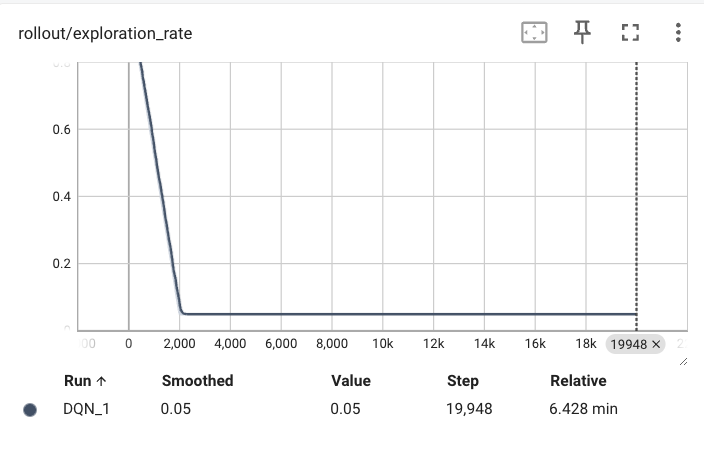 rollout/exploration_rate
0.6
0.4
0.2
0 2,000 4,000 6,000 8,000 10k 12k 14k 16k 18k 19948 ×
Run ↑ Smoothed Value Step Relative
DQN_1 0.05 0.05 19,948 6.428 min